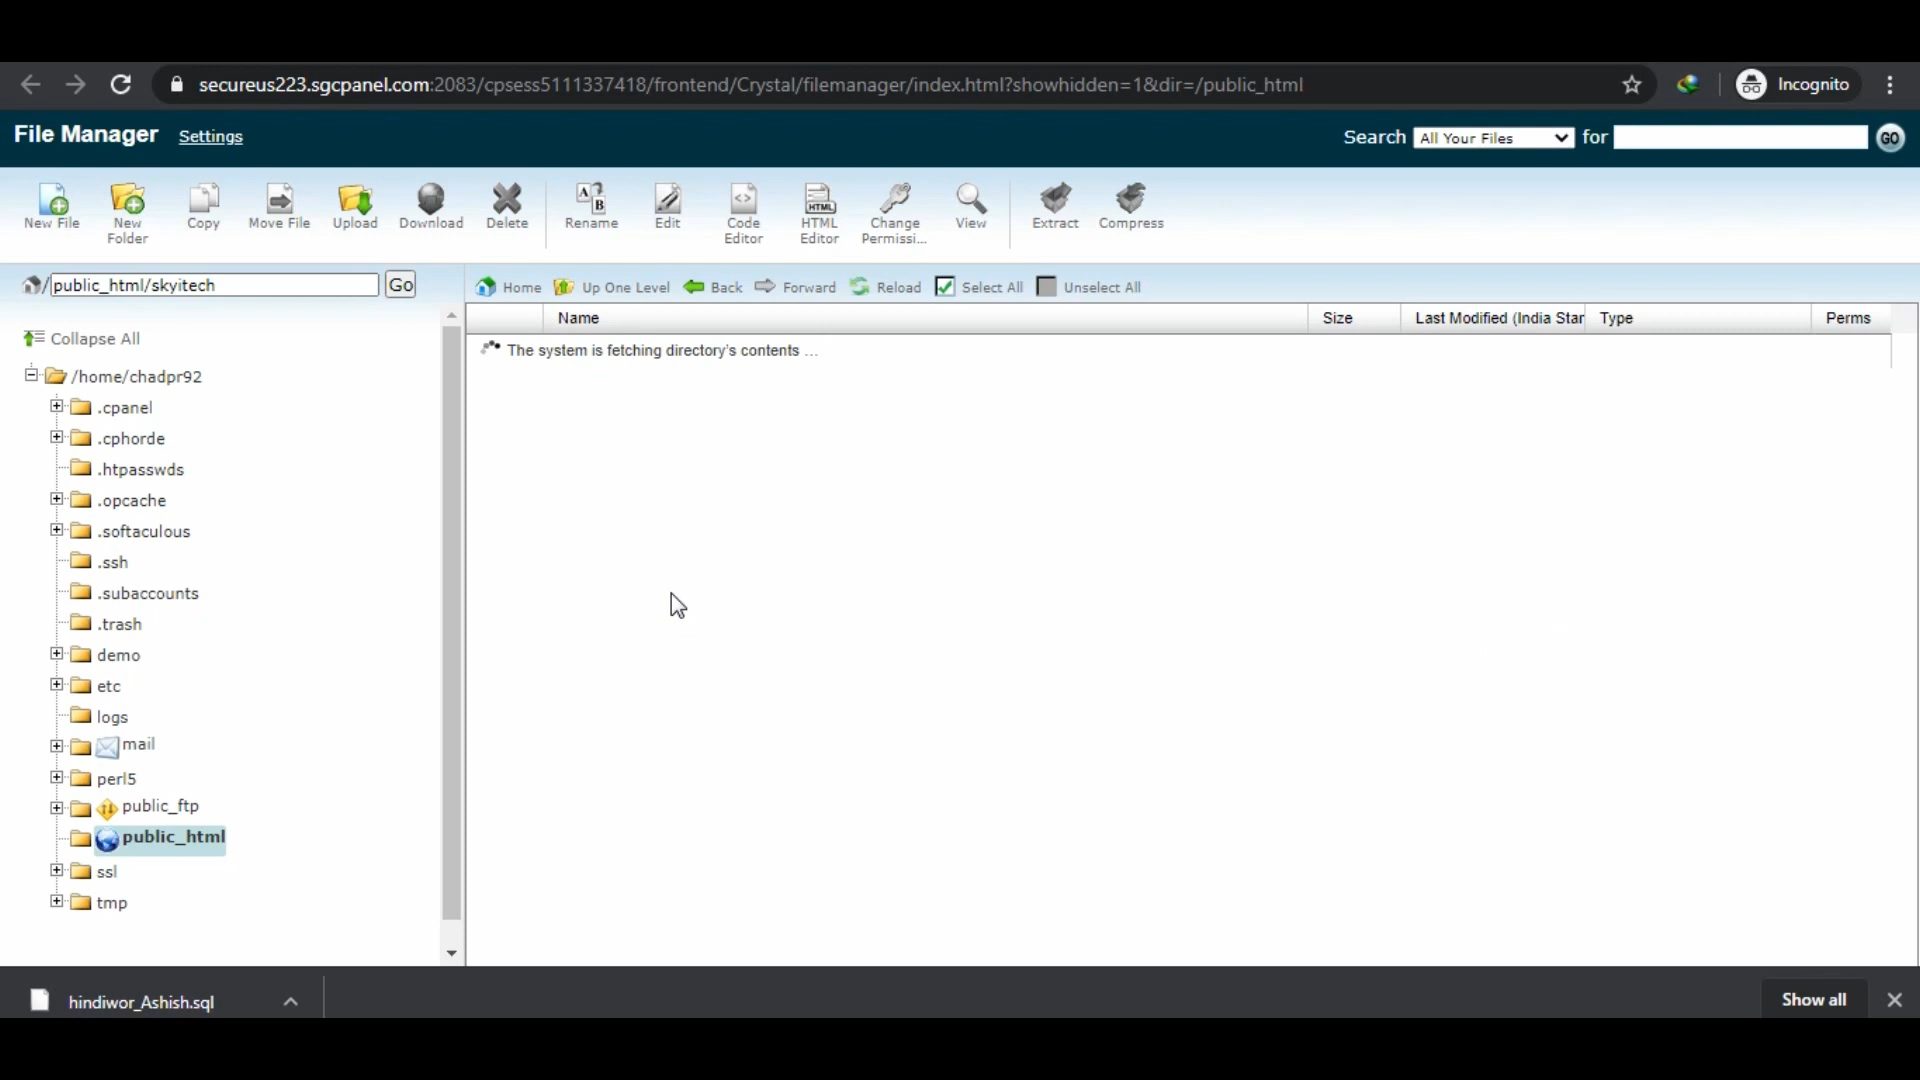 secureus223.sgcpanel.com:2083/cpsess5111337418/frontend/Crystal/filemanager/index.html?showhidden=1&dir=/public_html
Incognito
File Manager Settings
Search All Your Files for GO
New File
New Folder
Copy
Move File
Upload
Download
Delete
Rename
Edit
Code Editor
HTML Editor
Change Permissi...
View
Extract
Compress
/ public_html/skyitech Go
Home Up One Level Back Forward Reload Select All Unselect All
Name Size Last Modified (India Star Type Perms
The system is fetching directory's contents ...
Collapse All
/home/chadpr92
.cpanel
.cphorde
.htpasswds
.opcache
.softaculous
.ssh
.subaccounts
.trash
demo
etc
logs
mail
perl5
public_ftp
public_html
ssl
tmp
hindiwor_Ashish.sql
Show all